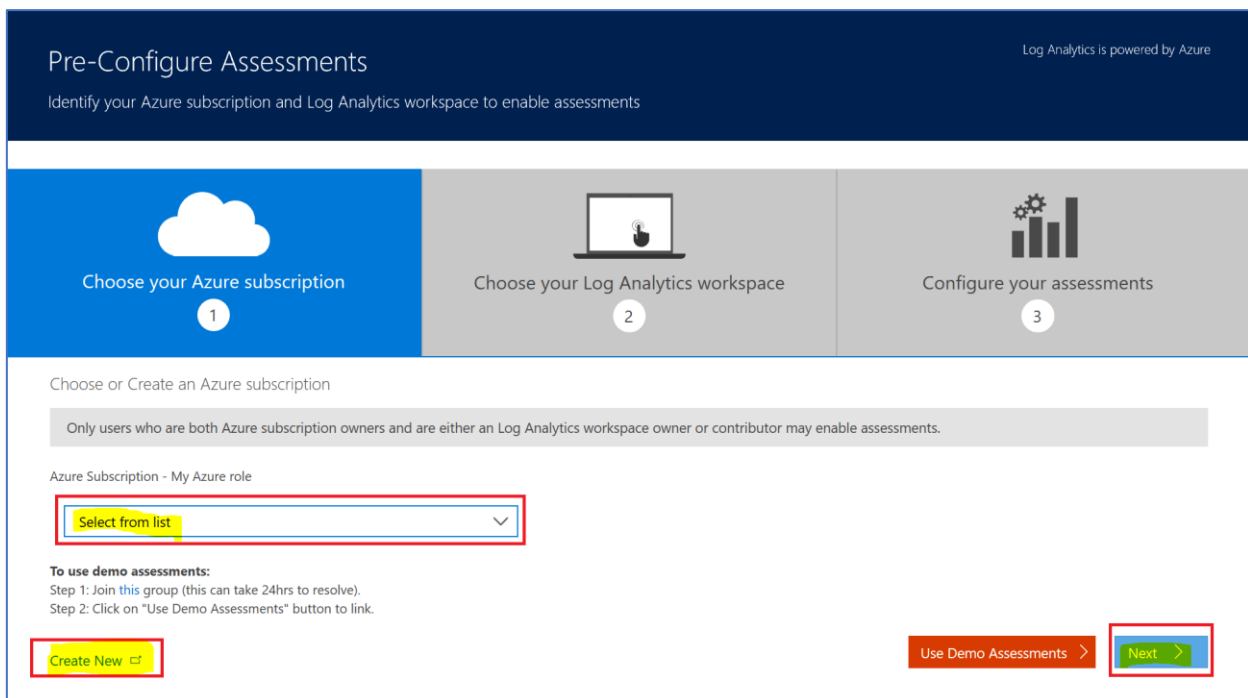 Pre-Configure Assessments
Log Analytics is powered by Azure
Identify your Azure subscription and Log Analytics workspace to enable assessments
Choose your Azure subscription
1
Choose your Log Analytics workspace
2
Configure your assessments
3
Choose or Create an Azure subscription
Only users who are both Azure subscription owners and are either an Log Analytics workspace owner or contributor may enable assessments.
Azure Subscription - My Azure role
Select from list
To use demo assessments:
Step 1: Join this group (this can take 24hrs to resolve).
Step 2: Click on "Use Demo Assessments" button to link.
Create New
Use Demo Assessments
Next